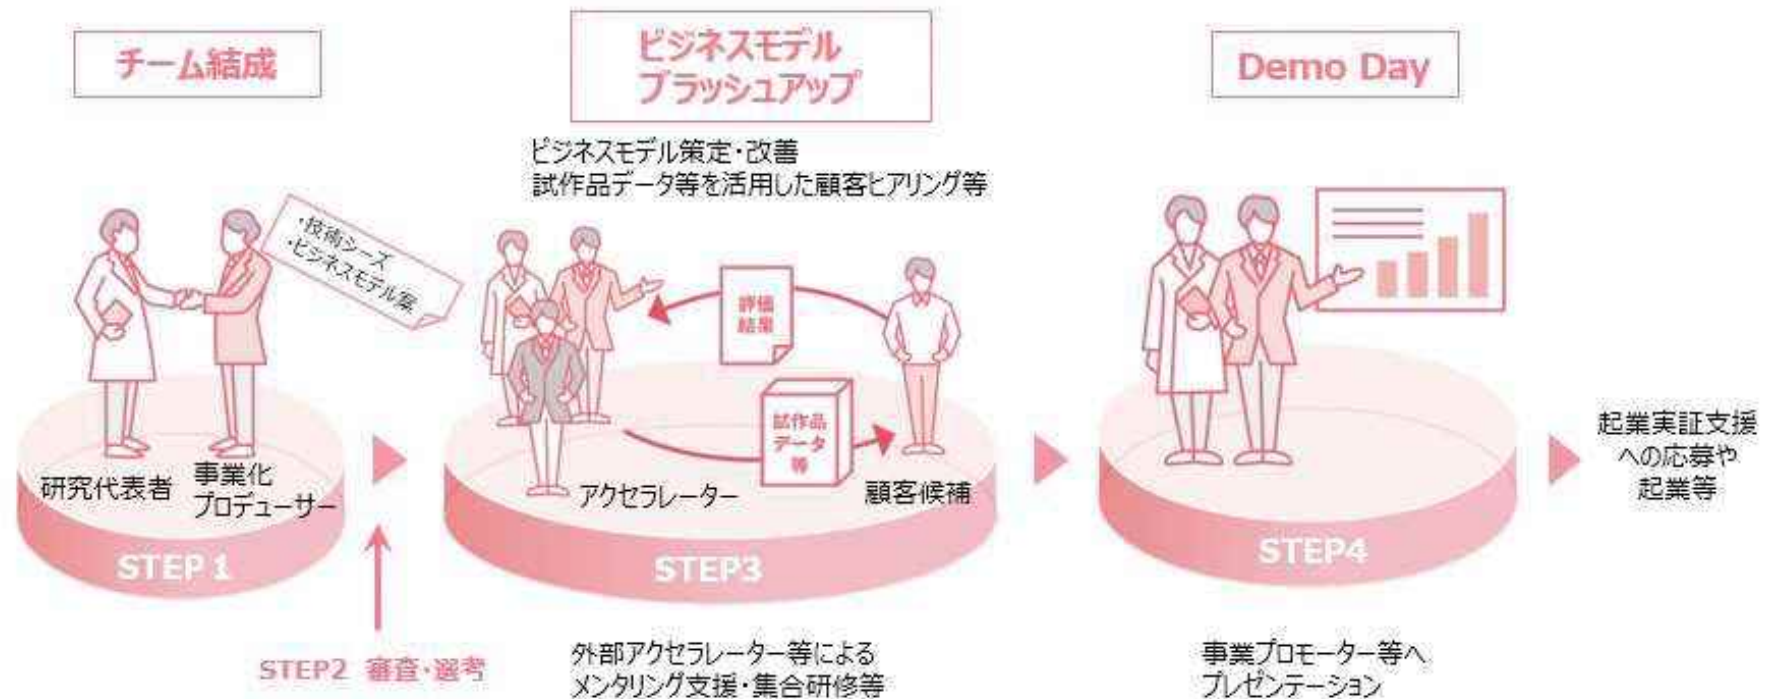 チーム結成
ビジネスモデル
ブラッシュアップ
Demo Day
ビジネスモデル策定・改善
試作品データ等を活用した顧客ヒアリング等
・技術シーズ
・ビジネスモデル案
評価
結果
試作品
データ
等
研究代表者
事業化
プロデューサー
アクセラレーター
顧客候補
起業実証支援
への応募や
起業等
STEP 1
STEP3
STEP4
STEP2 審査・選考
外部アクセラレーター等による
メンタリング支援・集合研修等
事業プロモーター等へ
プレゼンテーション